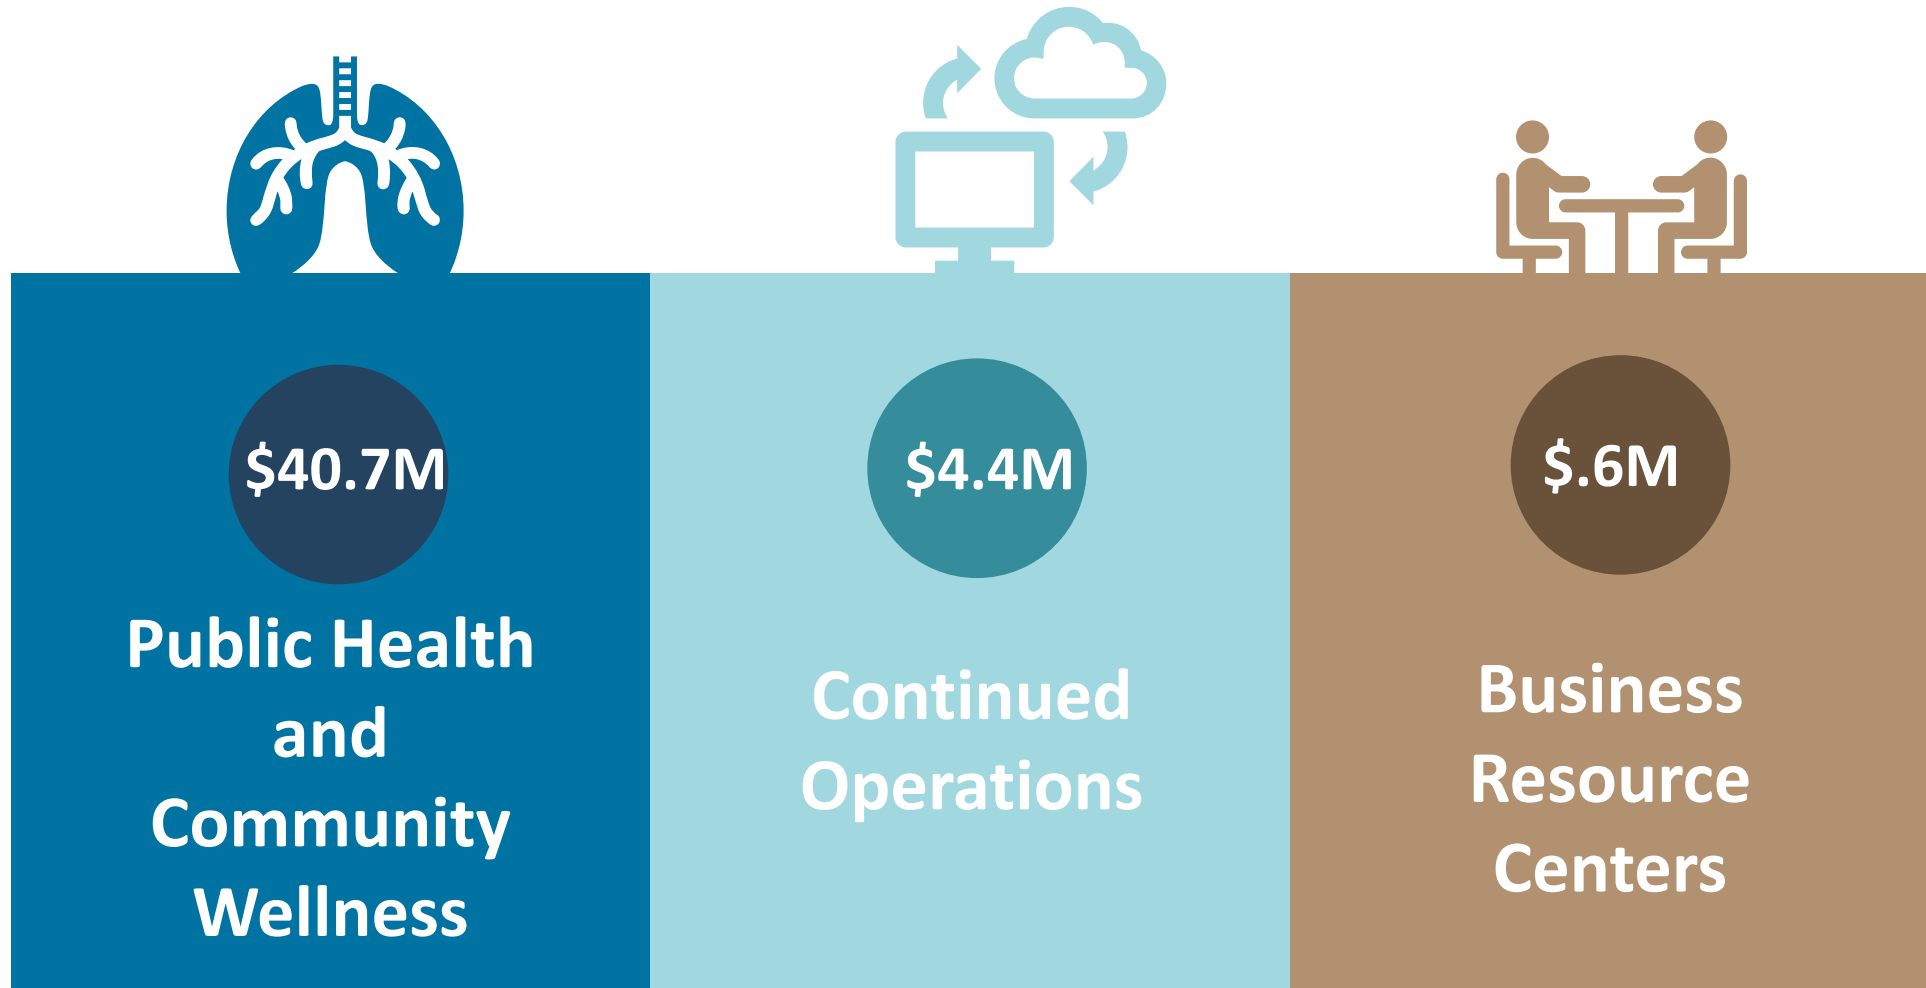 $40.7M
Public Health
and
Community
Wellness
$4.4M
Continued
Operations
$.6M
Business
Resource
Centers